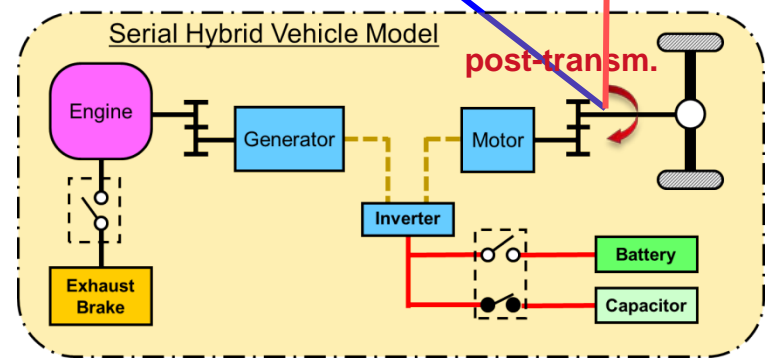 Serial Hybrid Vehicle Model
post-transm.
Engine
Generator
Motor
Inverter
Battery
Exhaust
Brake
Capacitor